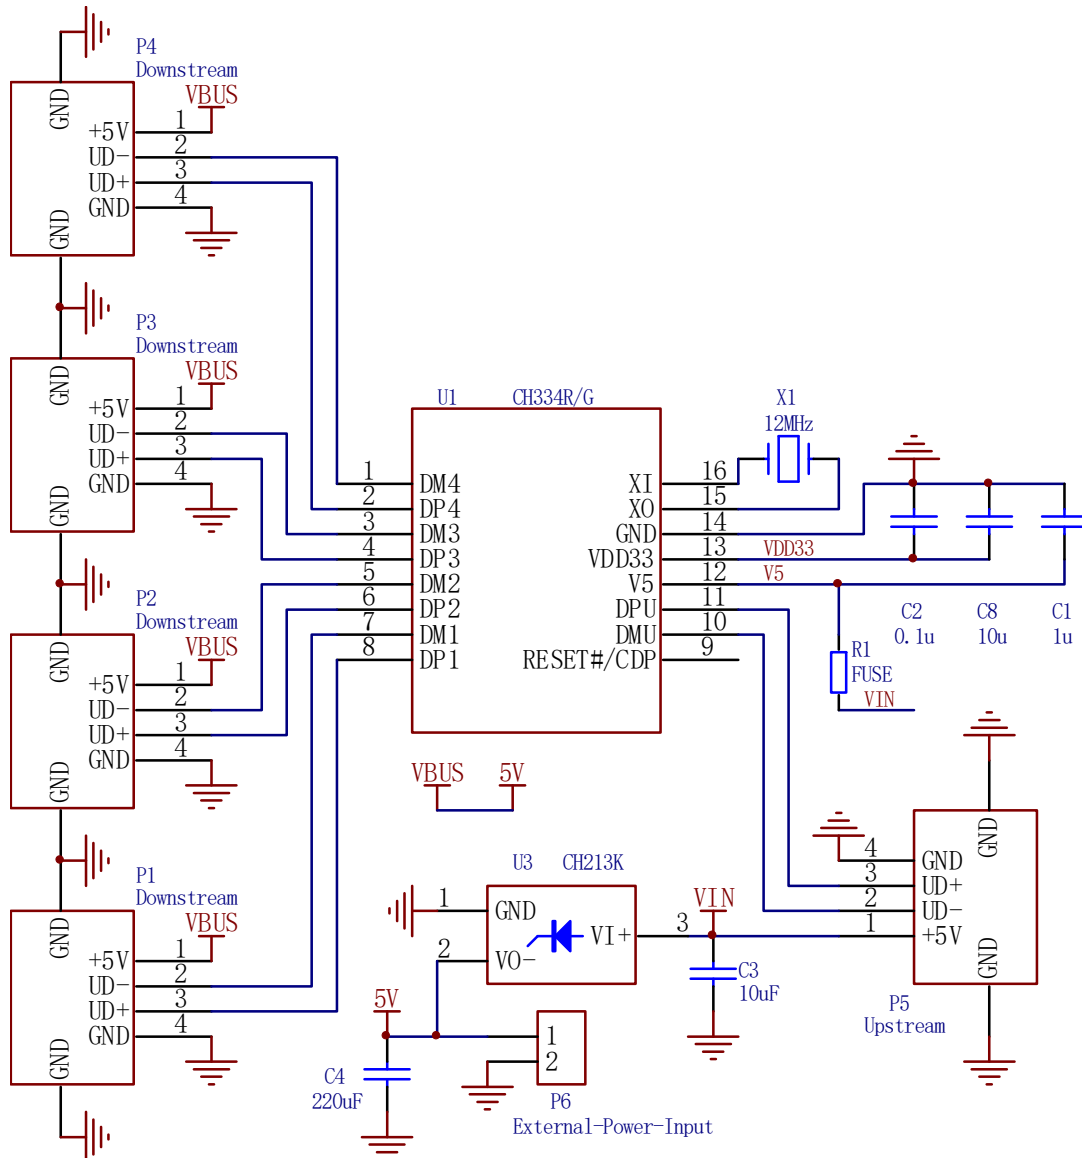 P4
Downstream
VBUS
GND
+5V 1
UD- 2
UD+ 3
GND 4
GND
P3
Downstream
VBUS
GND
+5V 1
UD- 2
UD+ 3
GND 4
GND
P2
Downstream
VBUS
GND
+5V 1
UD- 2
UD+ 3
GND 4
GND
P1
Downstream
VBUS
GND
+5V 1
UD- 2
UD+ 3
GND 4
GND
U1 CH334R/G
1 DM4
2 DP4
3 DM3
4 DP3
5 DM2
6 DP2
7 DM1
8 DP1
XI 16
XO 15
GND 14
VDD33 13
V5 12
DPU 11
DMU 10
RESET#/CDP 9
X1
12MHz
VDD33
V5
C2
0.1u
C8
10u
C1
1u
R1
FUSE
VIN
VBUS 5V
U3 CH213K
1 GND
2 VO-
VI+ 3
VIN
C3
10uF
4 GND
3 UD+
2 UD-
1 +5V
GND
GND
P5
Upstream
5V
C4
220uF
1
2
P6
External-Power-Input